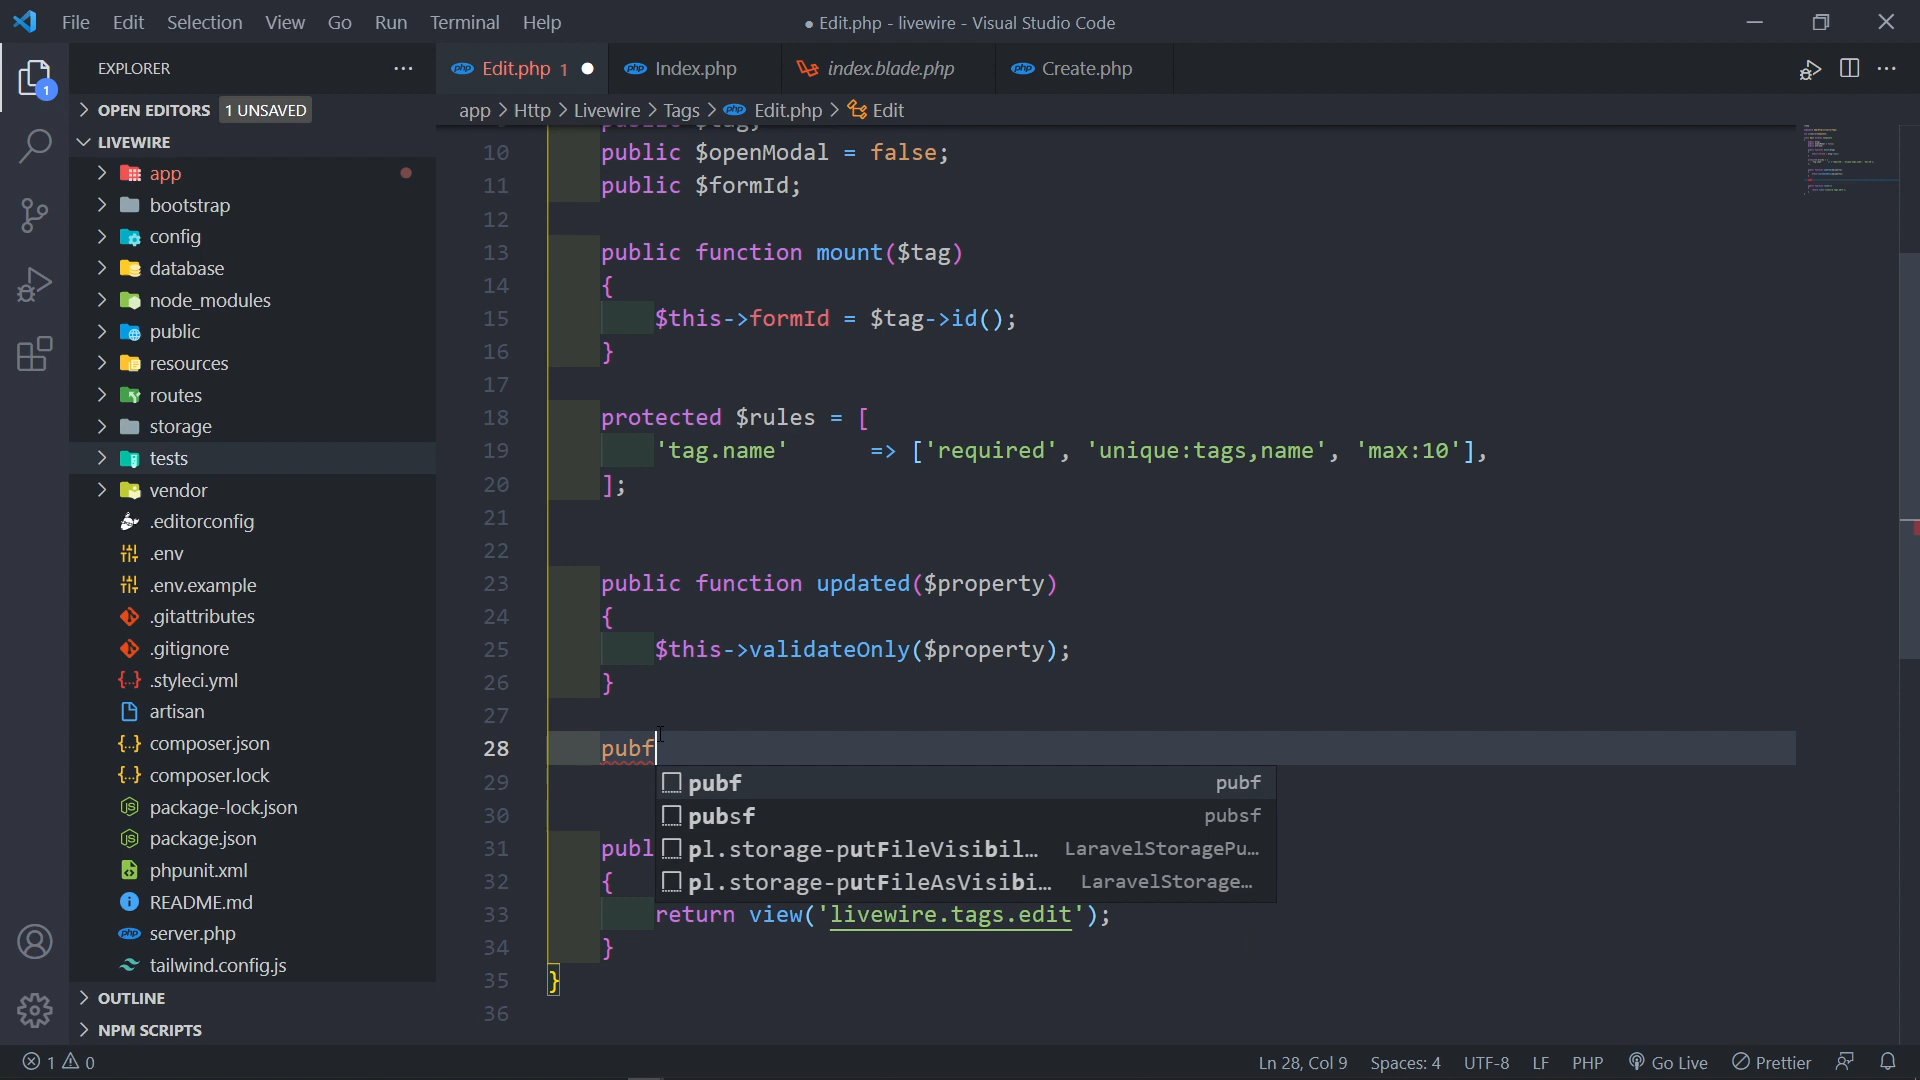 File Edit Selection View Go Run Terminal Help
● Edit.php - livewire - Visual Studio Code
EXPLORER
Edit.php 1
Index.php
index.blade.php
Create.php
OPEN EDITORS 1 UNSAVED
app > Http > Livewire > Tags > Edit.php > Edit
LIVEWIRE
app
bootstrap
config
database
node_modules
public
resources
routes
storage
tests
vendor
.editorconfig
.env
.env.example
.gitattributes
.gitignore
.styleci.yml
artisan
composer.json
composer.lock
package-lock.json
package.json
phpunit.xml
README.md
server.php
tailwind.config.js
OUTLINE
NPM SCRIPTS
1
public $tag;
10 public $openModal = false;
11 public $formId;
12
13 public function mount($tag)
14 {
15 $this->formId = $tag->id();
16 }
17
18 protected $rules = [
19 'tag.name' => ['required', 'unique:tags,name', 'max:10'],
20 ];
21
22
23 public function updated($property)
24 {
25 $this->validateOnly($property);
26 }
27
28 pubf
29
30
31 publ
32 {
33 return view('livewire.tags.edit');
34 }
35 }
36
pubf pubf
pubsf pubsf
pl.storage-putFileVisibil... LaravelStoragePu...
pl.storage-putFileAsVisibi... LaravelStorage...
1 0
Ln 28, Col 9 Spaces: 4 UTF-8 LF PHP Go Live Prettier